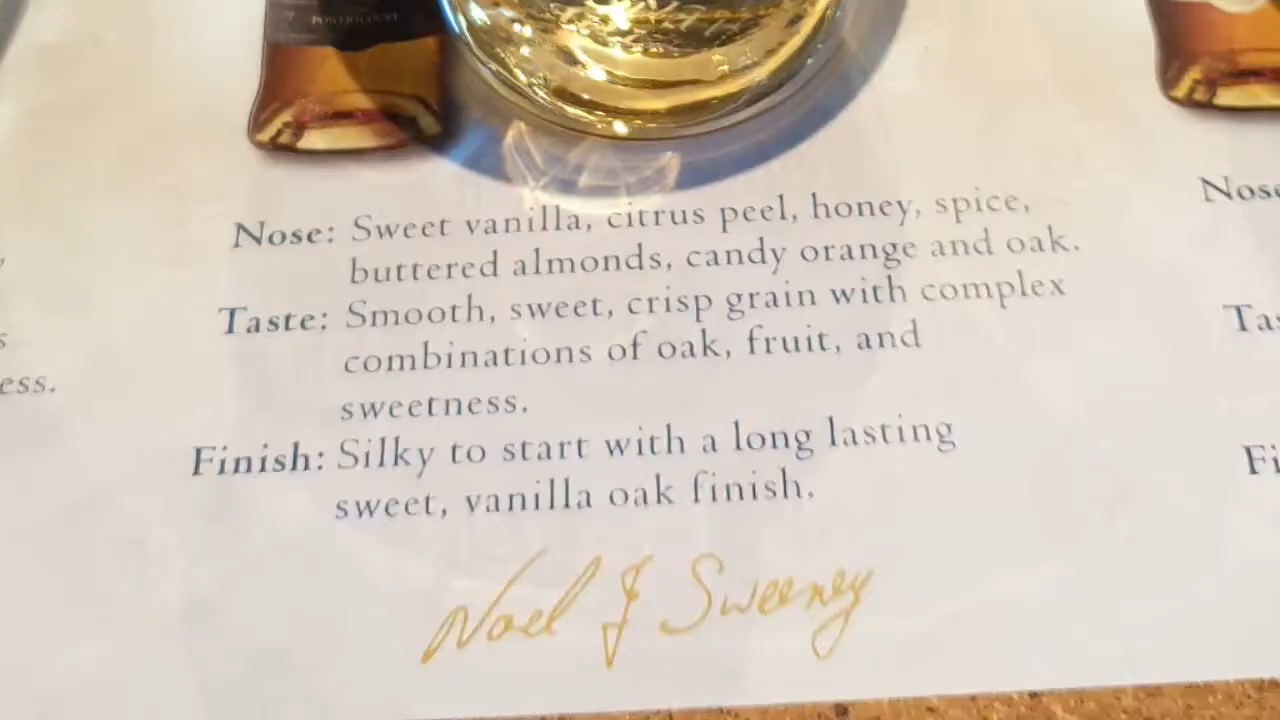 POWERSCOURT
Nose: Sweet vanilla, citrus peel, honey, spice,
buttered almonds, candy orange and oak.
Taste: Smooth, sweet, crisp grain with complex
combinations of oak, fruit, and
sweetness.
Finish: Silky to start with a long lasting
sweet, vanilla oak finish.
Noel J Sweeney
ess.
Nose
Tas
Fi